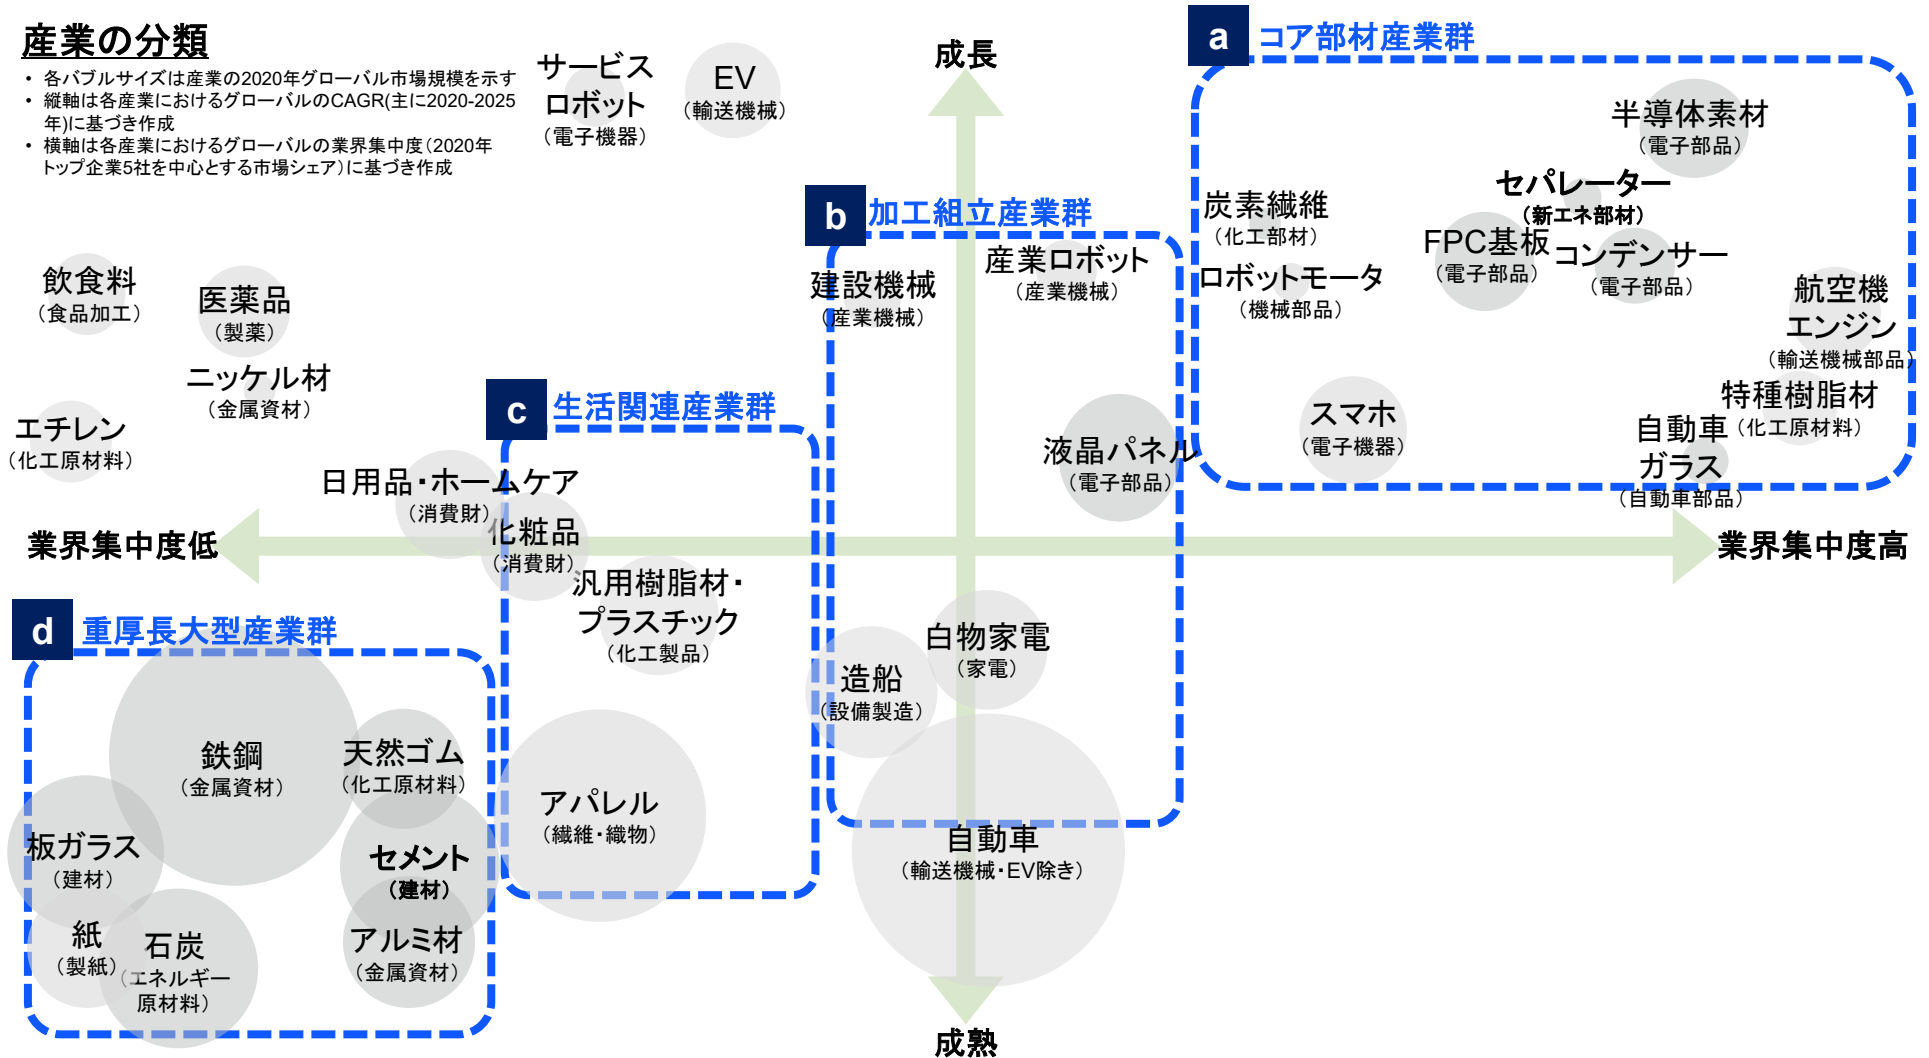 産業の分類
• 各バブルサイズは産業の2020年グローバル市場規模を示す
• 縦軸は各産業におけるグローバルのCAGR(主に2020-2025
年)に基づき作成
• 横軸は各産業におけるグローバルの業界集中度(2020年
トップ企業5社を中心とする市場シェア)に基づき作成
サービス
ロボット
(電子機器)
EV
(輸送機械)
成長
a コア部材産業群
半導体素材
(電子部品)
セパレーター
(新エネ部材)
炭素繊維
(化工部材)
FPC基板
(電子部品)
コンデンサー
(電子部品)
ロボットモータ
(機械部品)
航空機
エンジン
(輸送機械部品)
スマホ
(電子機器)
特種樹脂材
(化工原材料)
自動車
ガラス
(自動車部品)
b 加工組立産業群
産業ロボット
(産業機械)
建設機械
(産業機械)
液晶パネル
(電子部品)
飲食料
(食品加工)
医薬品
(製薬)
ニッケル材
(金属資材)
エチレン
(化工原材料)
c 生活関連産業群
日用品・ホームケア
(消費財)
化粧品
(消費財)
業界集中度低
業界集中度高
汎用樹脂材・
プラスチック
(化工製品)
白物家電
(家電)
造船
(設備製造)
アパレル
(繊維・織物)
自動車
(輸送機械・EV除き)
d 重厚長大型産業群
鉄鋼
(金属資材)
天然ゴム
(化工原材料)
板ガラス
(建材)
セメント
(建材)
紙
(製紙)
石炭
(エネルギー
原材料)
アルミ材
(金属資材)
成熟